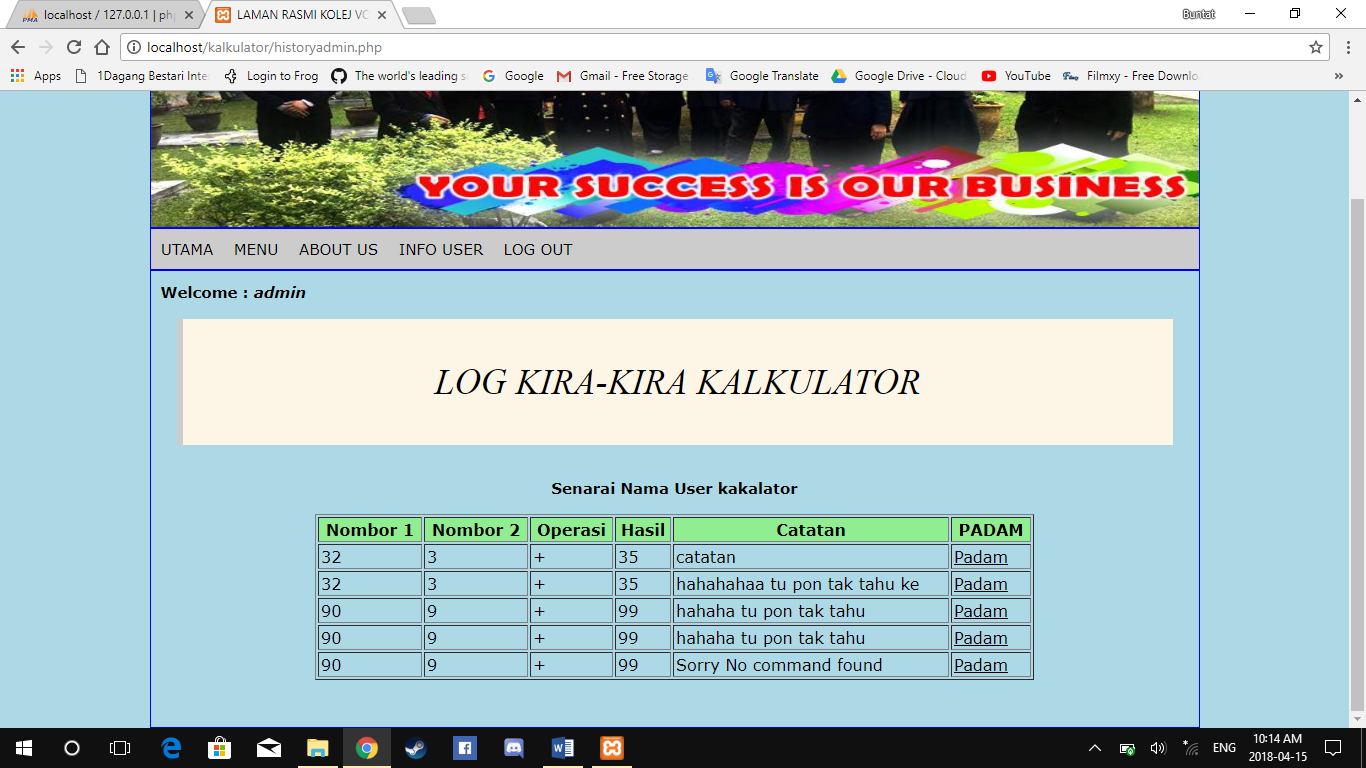 localhost / 127.0.0.1 | ph
LAMAN RASMI KOLEJ VO
Buntat
localhost/kalkulator/historyadmin.php
Apps
1Dagang Bestari Inte
Login to Frog
The world's leading s
Google
Gmail - Free Storage
Google Translate
Google Drive - Cloud
YouTube
Filmxy - Free Downlo
YOUR SUCCESS IS OUR BUSINESS
UTAMA MENU ABOUT US INFO USER LOG OUT
Welcome : admin
LOG KIRA-KIRA KALKULATOR
Senarai Nama User kakalator
Nombor 1 Nombor 2 Operasi Hasil Catatan PADAM
32 3 + 35 catatan Padam
32 3 + 35 hahahahaa tu pon tak tahu ke Padam
90 9 + 99 hahaha tu pon tak tahu Padam
90 9 + 99 hahaha tu pon tak tahu Padam
90 9 + 99 Sorry No command found Padam
ENG
10:14 AM
2018-04-15